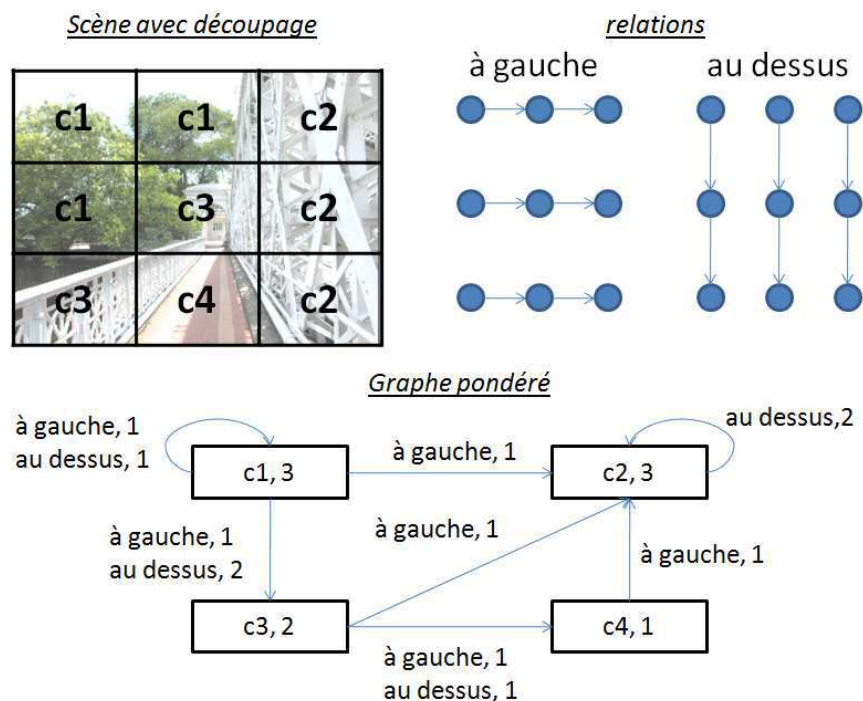 Scène avec découpage
relations
à gauche
au dessus
c1 c1 c2
c1 c3 c2
c3 c4 c2
Graphe pondéré
à gauche, 1
au dessus, 1
c1, 3
à gauche, 1
c2, 3
au dessus,2
à gauche, 1
au dessus, 2
à gauche, 1
à gauche, 1
c3, 2
c4, 1
à gauche, 1
au dessus, 1